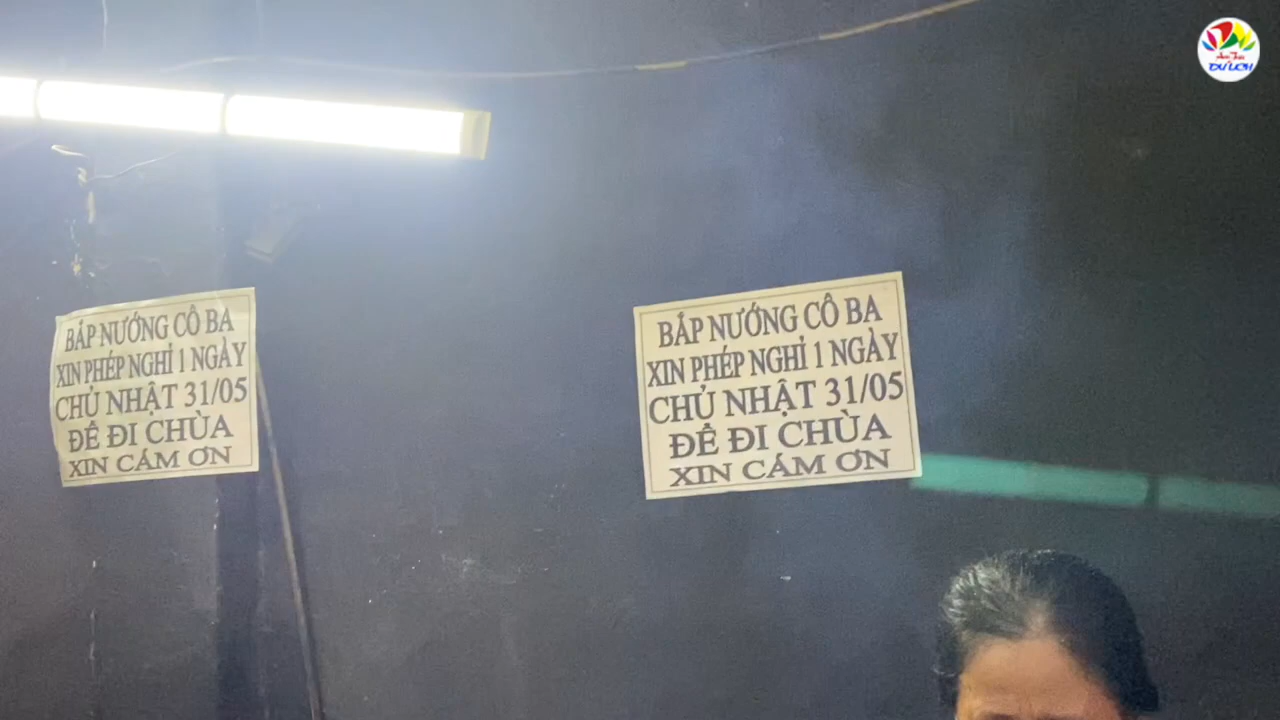 BẮP NƯỚNG CÔ BA
XIN PHÉP NGHỈ 1 NGÀY
CHỦ NHẬT 31/05
ĐỂ ĐI CHÙA
XIN CÁM ƠN
BẮP NƯỚNG CÔ BA
XIN PHÉP NGHỈ 1 NGÀY
CHỦ NHẬT 31/05
ĐỂ ĐI CHÙA
XIN CÁM ƠN
DU LỊCH